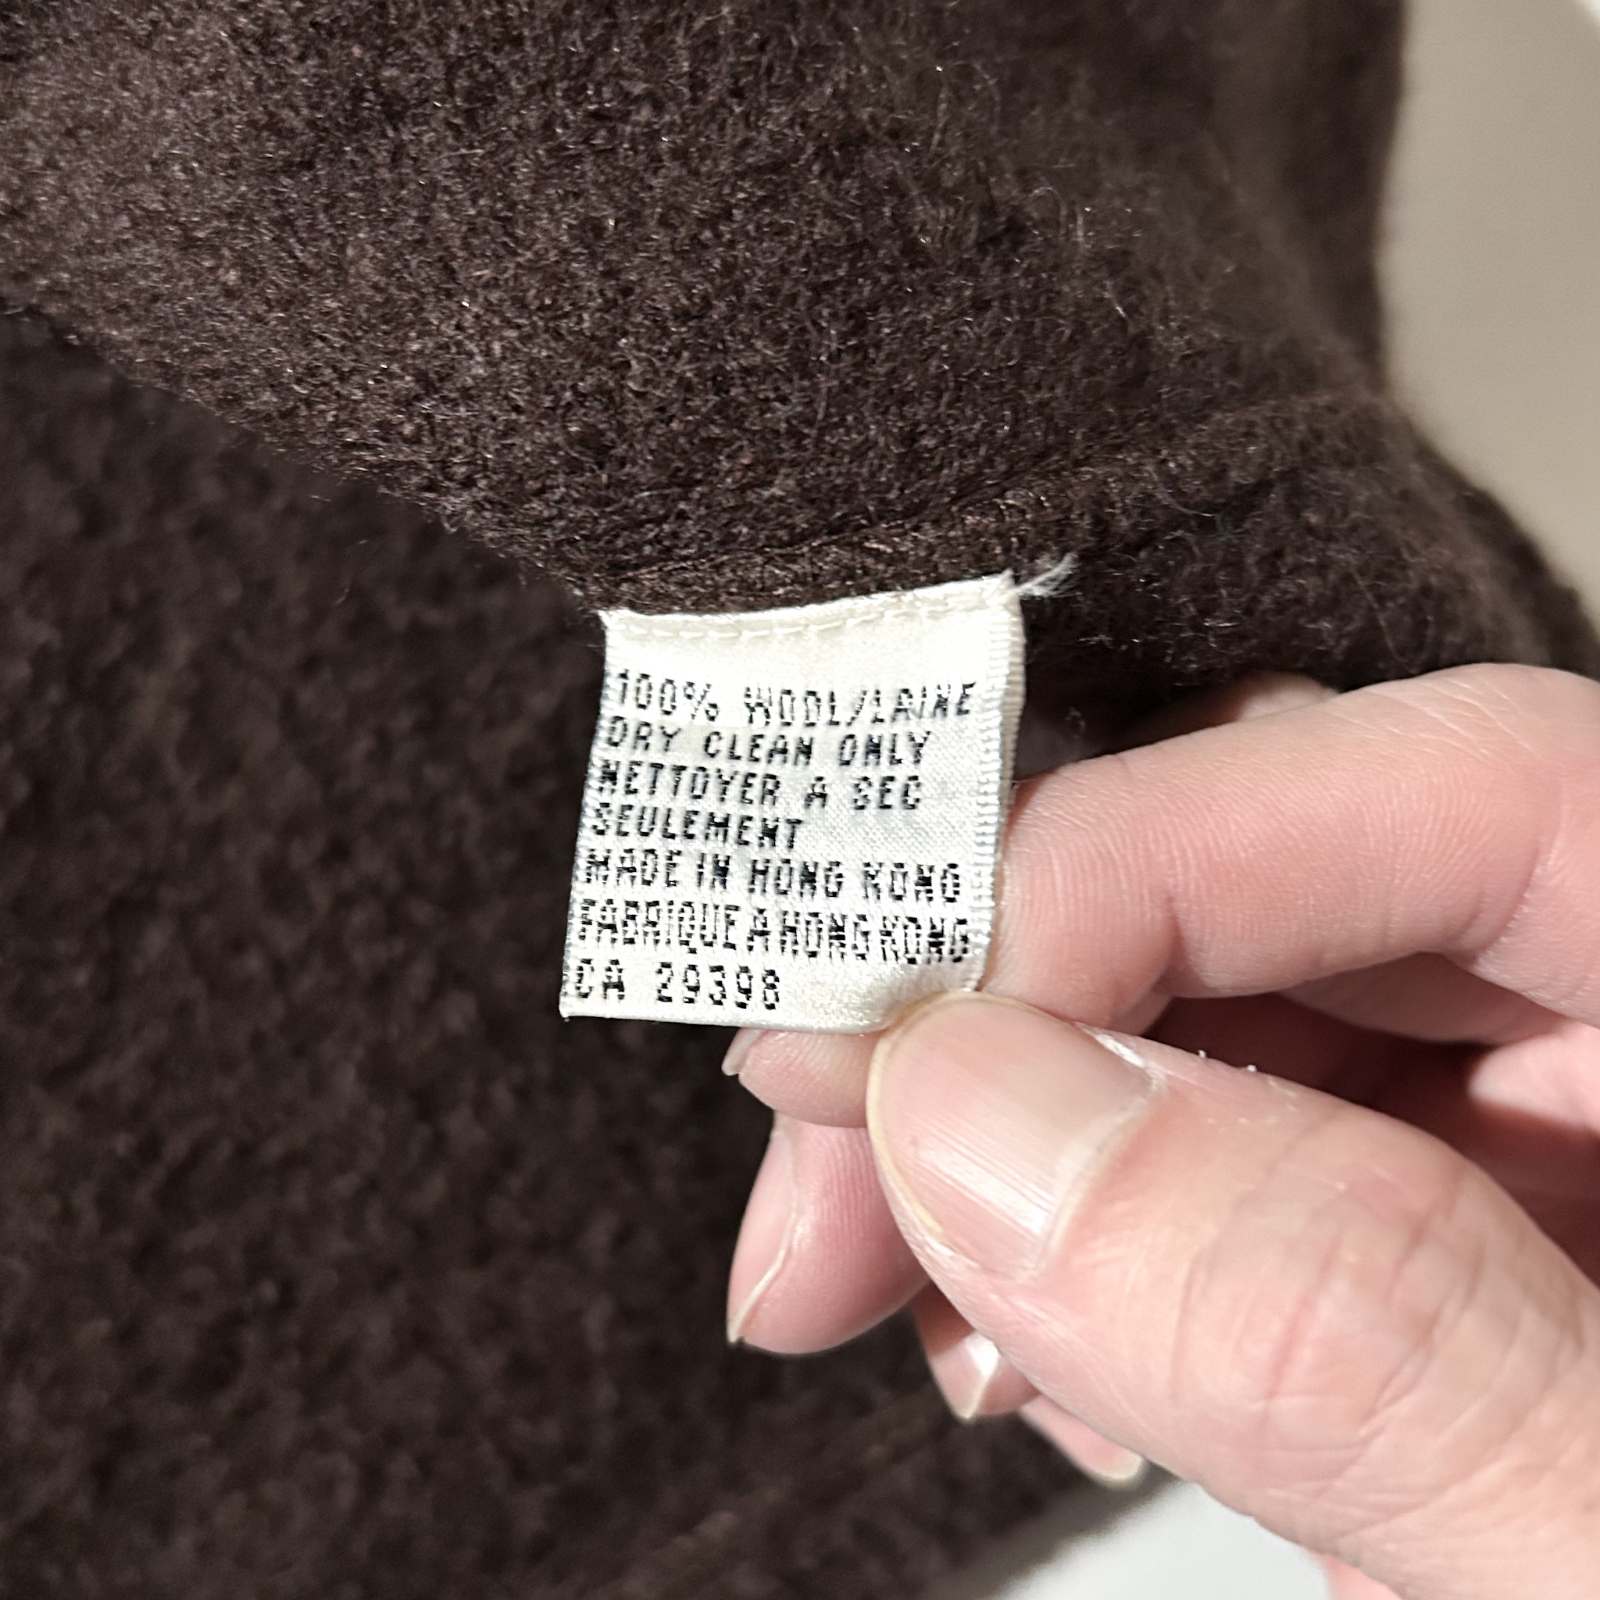 100% WOOL/LAINE
DRY CLEAN ONLY
NETTOYER A SEC
SEULEMENT
MADE IN HONG KONG
FABRIQUE A HONG KONG
CA 29398